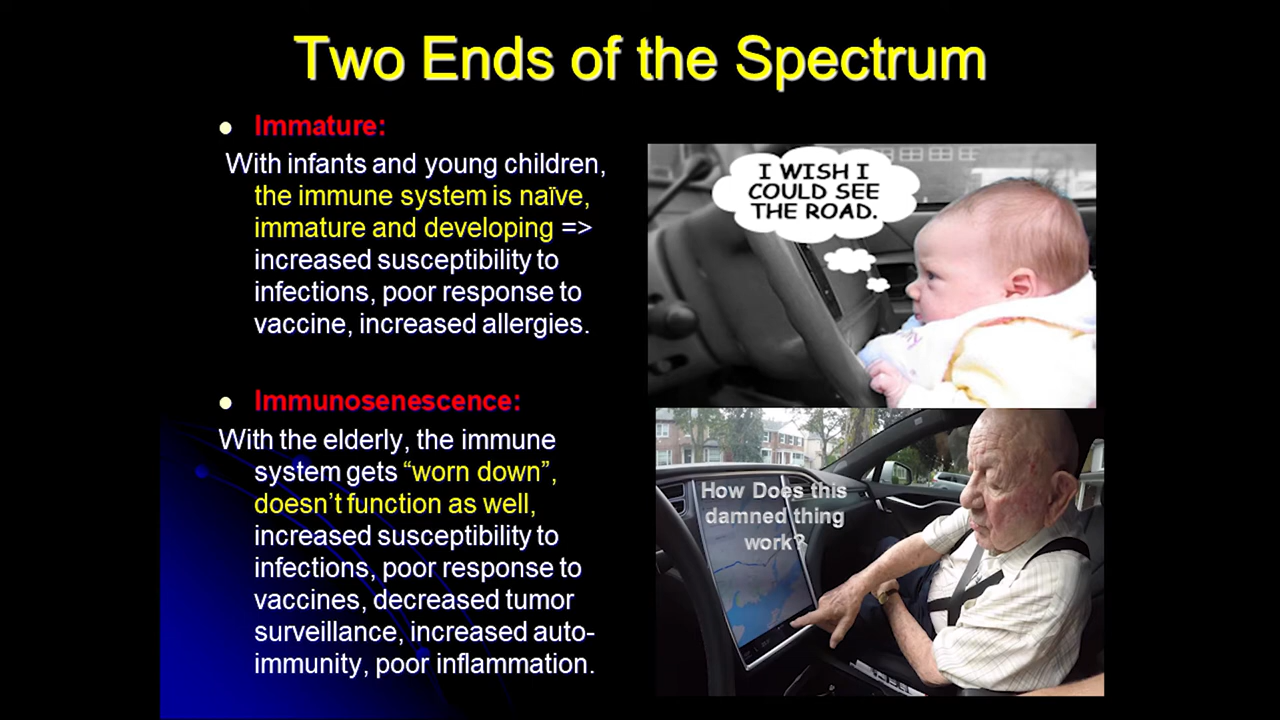 Two Ends of the Spectrum
Immature:
With infants and young children,
the immune system is naïve,
immature and developing =>
increased susceptibility to
infections, poor response to
vaccine, increased allergies.
Immunosenescence:
With the elderly, the immune
system gets “worn down”,
doesn’t function as well,
increased susceptibility to
infections, poor response to
vaccines, decreased tumor
surveillance, increased auto-
immunity, poor inflammation.
I WISH I
COULD SEE
THE ROAD.
How Does this
damned thing
work?